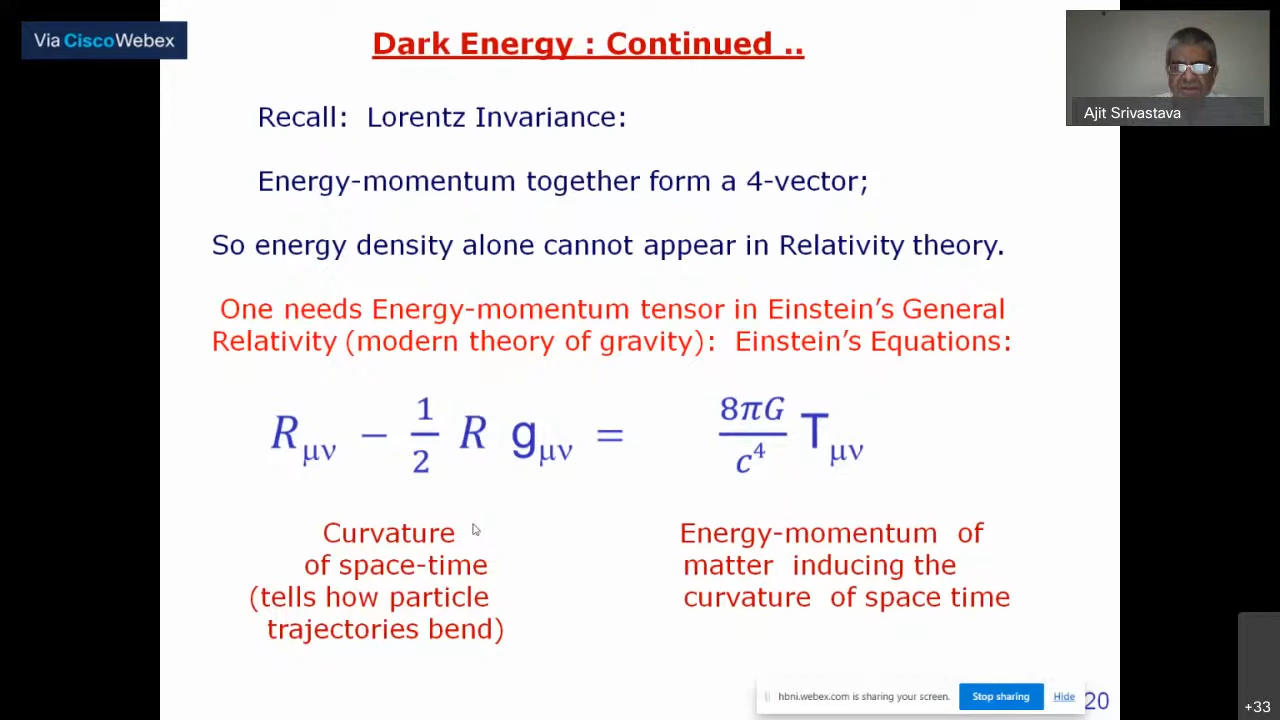 Via CiscoWebex
Dark Energy : Continued ..
Ajit Srivastava
Recall: Lorentz Invariance:
Energy-momentum together form a 4-vector;
So energy density alone cannot appear in Relativity theory.
One needs Energy-momentum tensor in Einstein’s General
Relativity (modern theory of gravity): Einstein’s Equations:
R_μν − 1/2 R g_μν = 8πG/c⁴ T_μν
Curvature
of space-time
(tells how particle
trajectories bend)
Energy-momentum of
matter inducing the
curvature of space time
hbni.webex.com is sharing your screen. Stop sharing Hide
20
+33